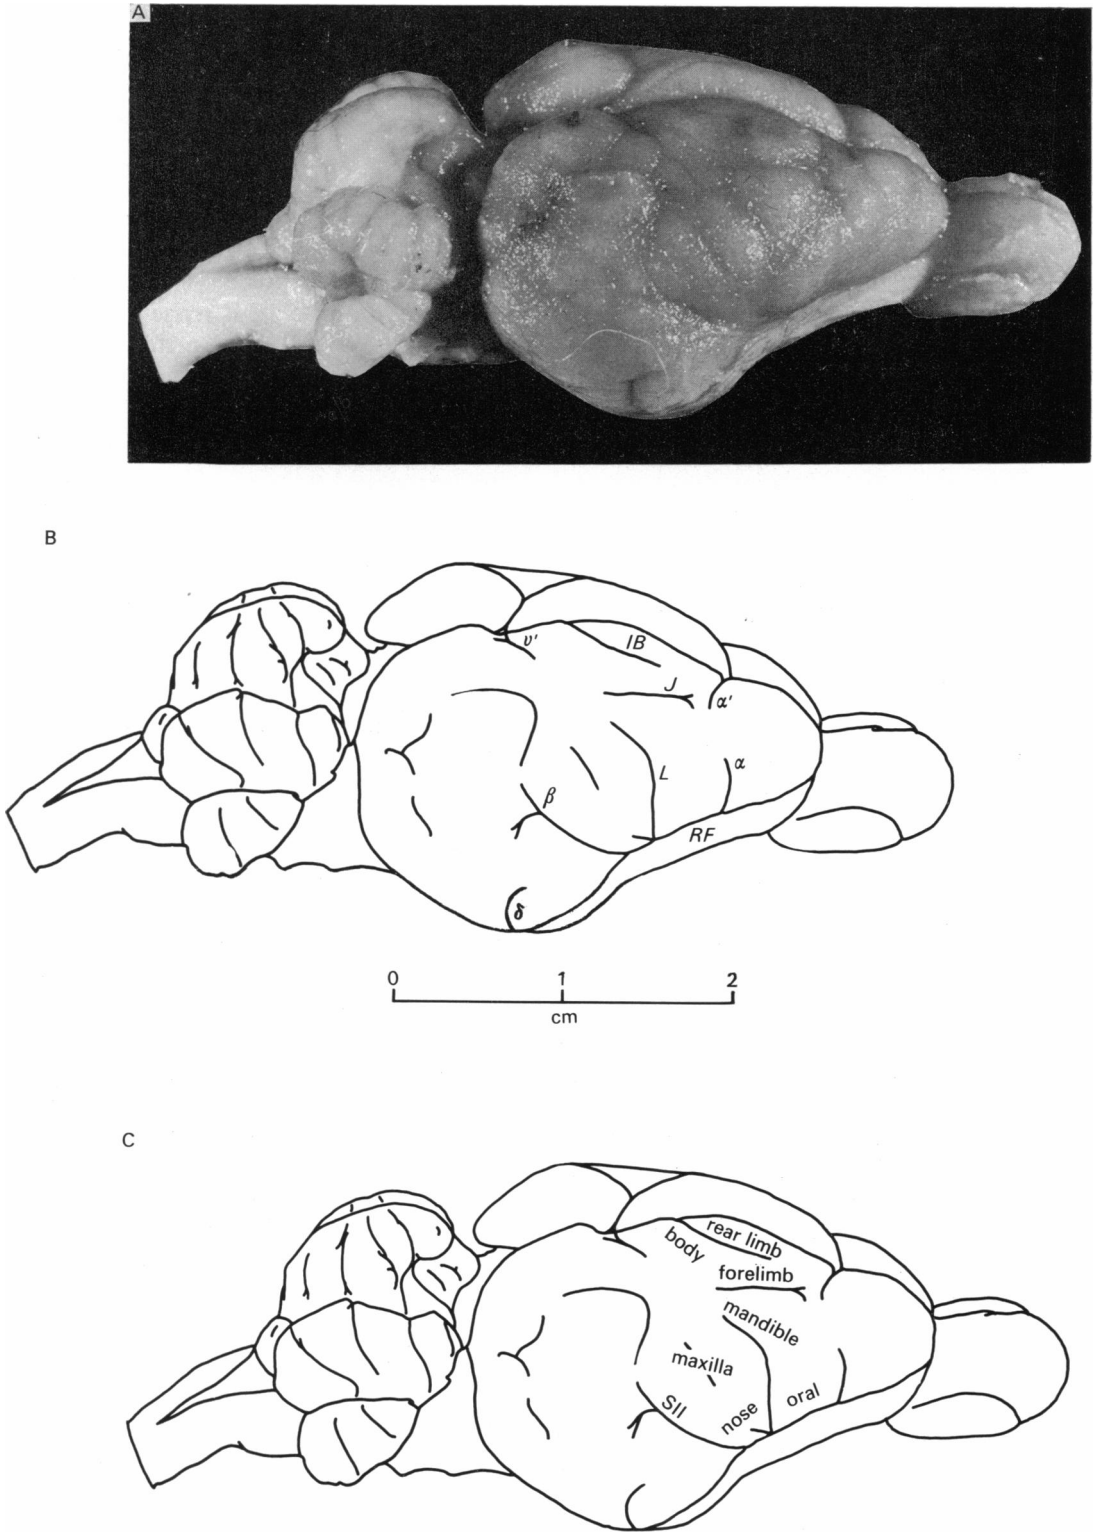 A
B
υ'
IB
J
α'
α
L
β
RF
δ
0 1 2
cm
C
rear limb
body
forelimb
mandible
maxilla
oral
SII
nose